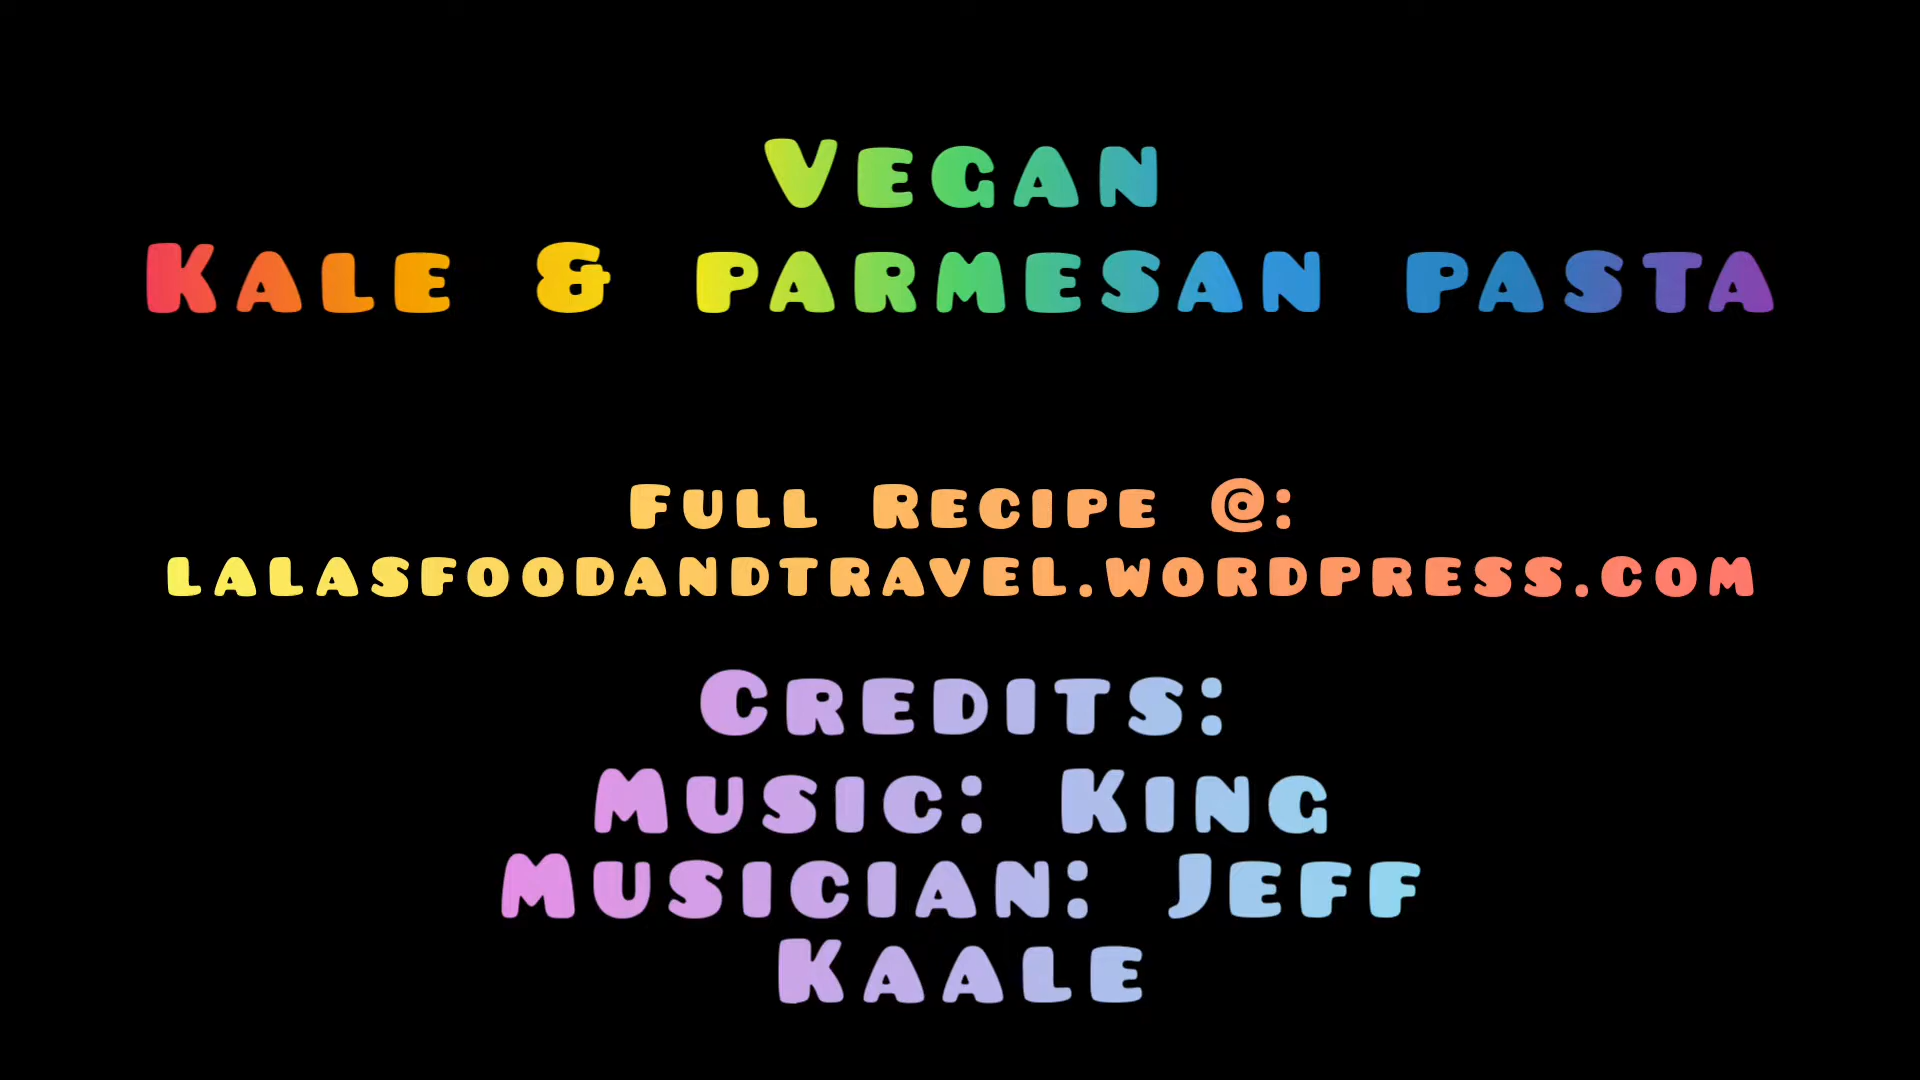 Vegan
Kale & parmesan pasta
Full Recipe @:
lalasfoodandtravel.wordpress.com
Credits:
Music: King
Musician: Jeff
Kaale